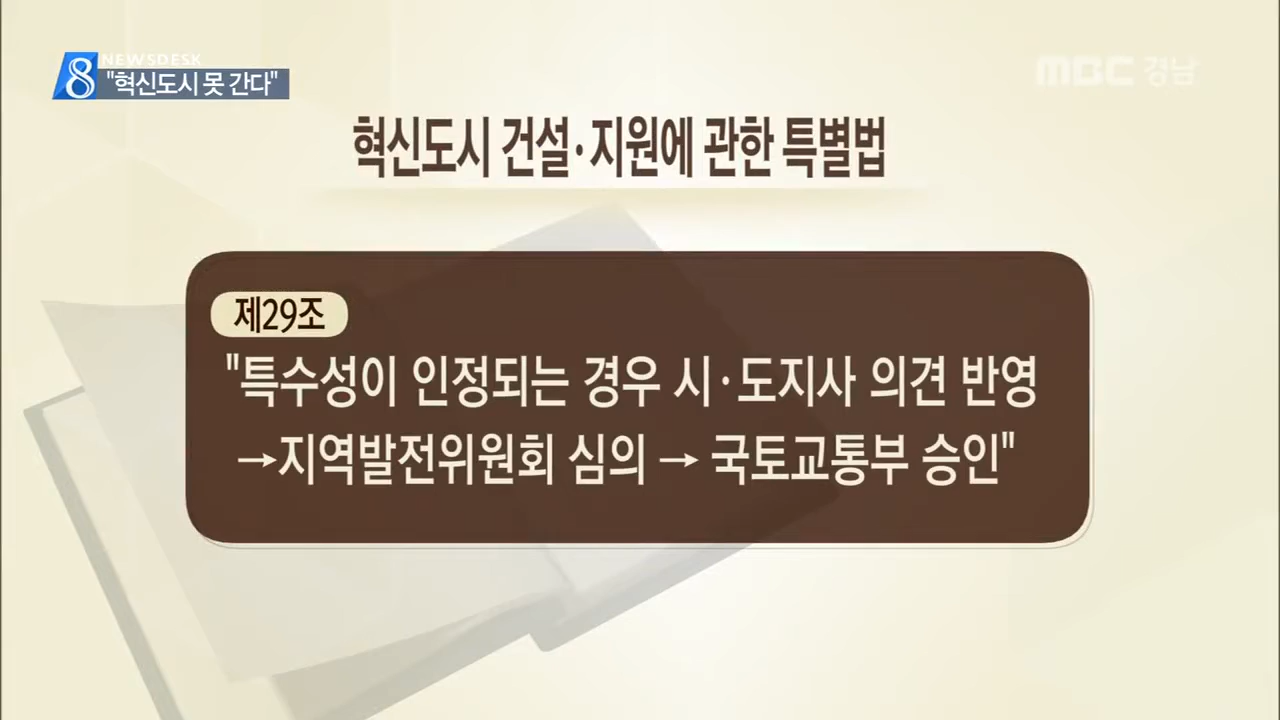 NEWSDESK
8 "혁신도시 못 간다"
MBC 경남
혁신도시 건설·지원에 관한 특별법
제29조
"특수성이 인정되는 경우 시·도지사 의견 반영
→지역발전위원회 심의 → 국토교통부 승인"